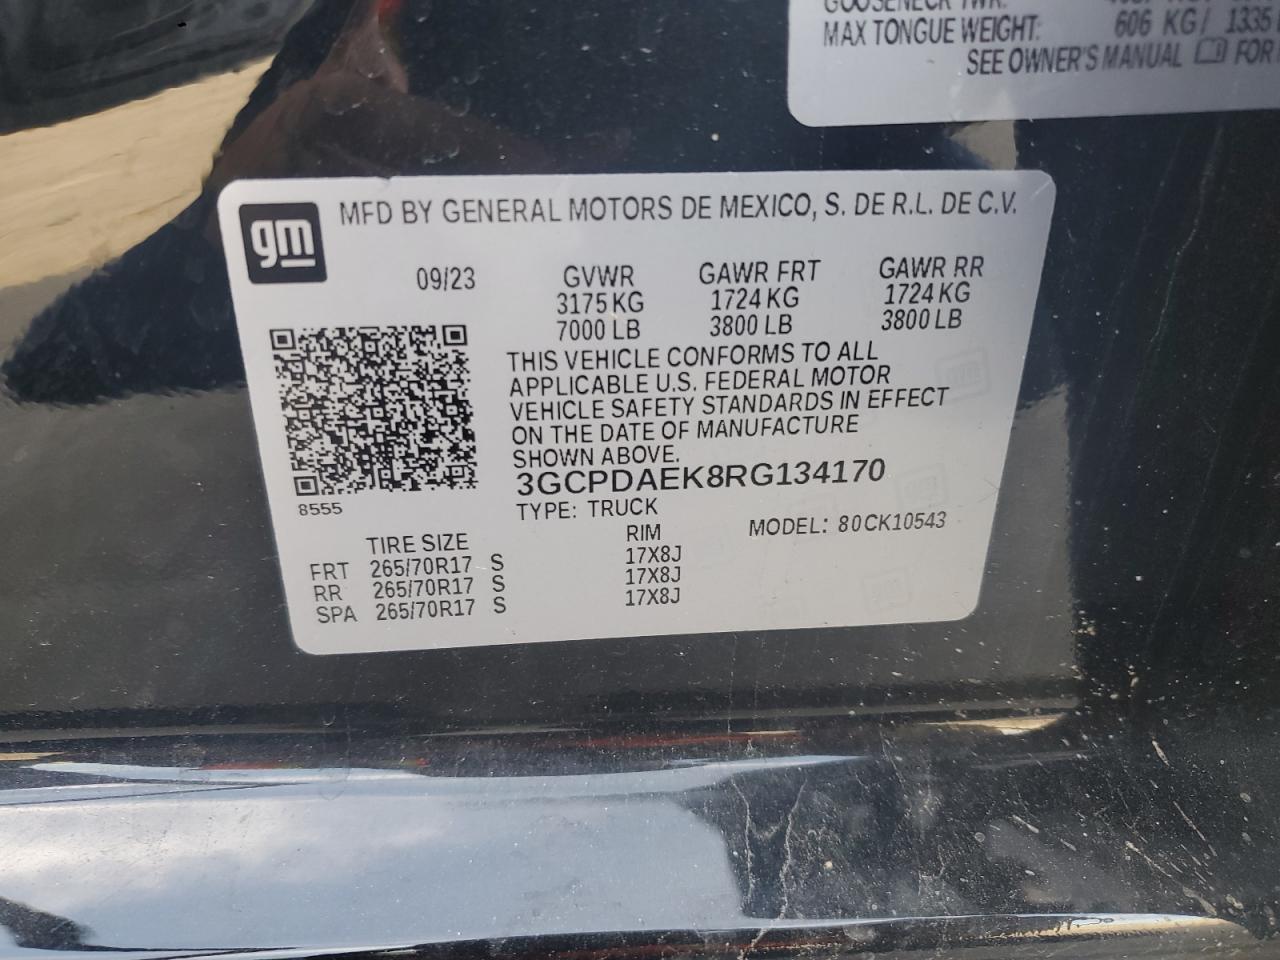 MAX TONGUE WEIGHT: 606 KG/ 1335
SEE OWNER'S MANUAL FOR
gm
MFD BY GENERAL MOTORS DE MEXICO, S. DE R.L. DE C.V.
09/23 GVWR GAWR FRT GAWR RR
3175 KG 1724 KG 1724 KG
7000 LB 3800 LB 3800 LB
THIS VEHICLE CONFORMS TO ALL
APPLICABLE U.S. FEDERAL MOTOR
VEHICLE SAFETY STANDARDS IN EFFECT
ON THE DATE OF MANUFACTURE
SHOWN ABOVE.
3GCPDAEK8RG134170
8555
TYPE: TRUCK
MODEL: 80CK10543
TIRE SIZE RIM
FRT 265/70R17 S 17X8J
RR 265/70R17 S 17X8J
SPA 265/70R17 S 17X8J